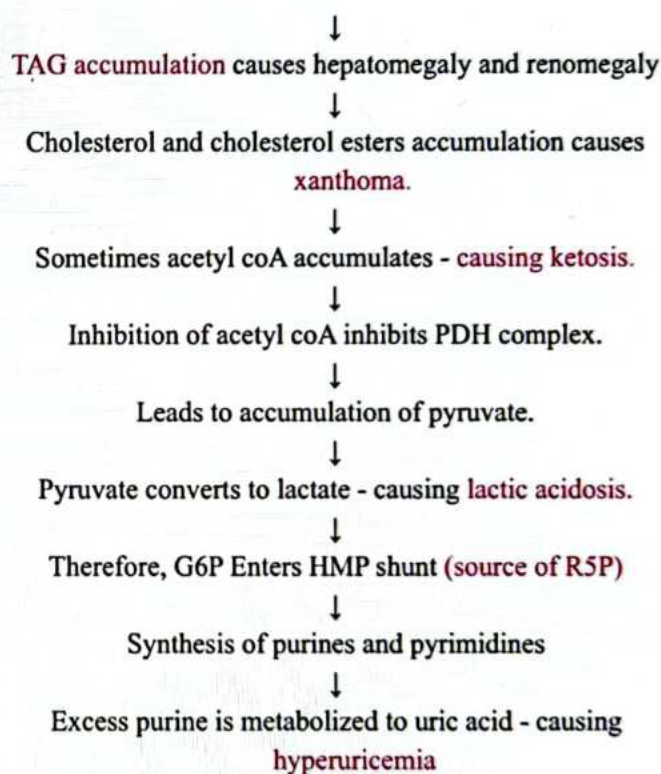 ↓
TAG accumulation causes hepatomegaly and renomegaly
↓
Cholesterol and cholesterol esters accumulation causes
xanthoma.
↓
Sometimes acetyl coA accumulates - causing ketosis.
↓
Inhibition of acetyl coA inhibits PDH complex.
↓
Leads to accumulation of pyruvate.
↓
Pyruvate converts to lactate - causing lactic acidosis.
↓
Therefore, G6P Enters HMP shunt (source of R5P)
↓
Synthesis of purines and pyrimidines
↓
Excess purine is metabolized to uric acid - causing
hyperuricemia